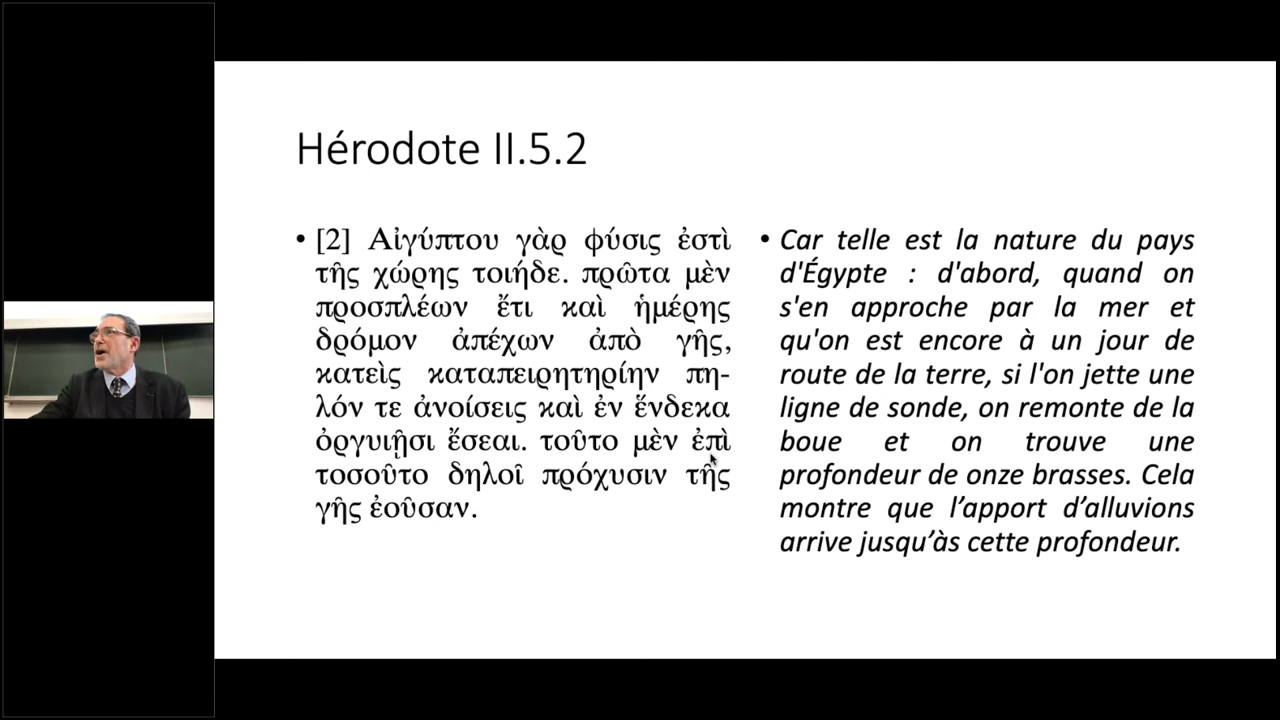 Hérodote II.5.2
• [2] Αἰγύπτου γὰρ φύσις ἐστὶ
τῆς χώρης τοιήδε. πρῶτα μὲν
προσπλέων ἔτι καὶ ἡμέρης
δρόμον ἀπέχων ἀπὸ γῆς,
κατεὶς καταπειρητηρίην πη-
λόν τε ἀνοίσεις καὶ ἐν ἕνδεκα
ὀργυιῇσι ἔσεαι. τοῦτο μὲν ἐπὶ
τοσοῦτο δηλοῖ πρόχυσιν τῆς
γῆς ἐοῦσαν.
• Car telle est la nature du pays
d'Égypte : d'abord, quand on
s'en approche par la mer et
qu'on est encore à un jour de
route de la terre, si l'on jette une
ligne de sonde, on remonte de la
boue et on trouve une
profondeur de onze brasses. Cela
montre que l’apport d’alluvions
arrive jusqu’às cette profondeur.